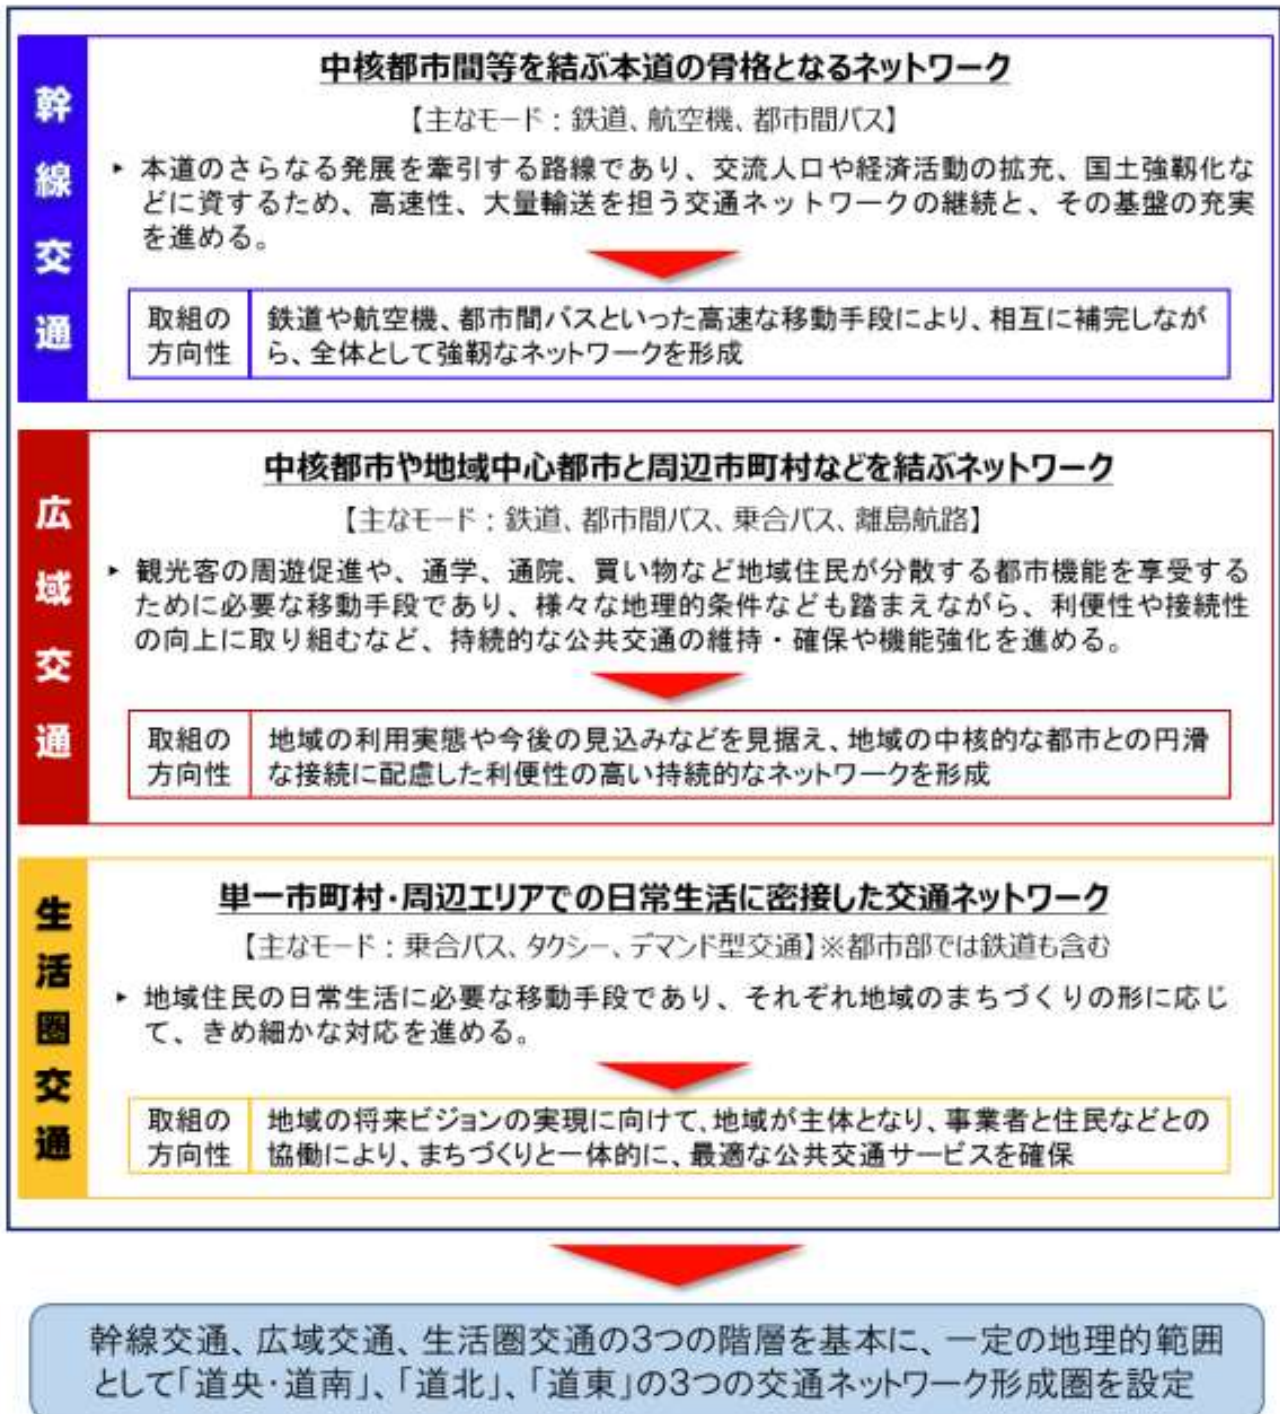 幹線交通
中核都市間等を結ぶ本道の骨格となるネットワーク
【主なモード：鉄道、航空機、都市間バス】
▸ 本道のさらなる発展を牽引する路線であり、交流人口や経済活動の拡充、国土強靱化な
どに資するため、高速性、大量輸送を担う交通ネットワークの継続と、その基盤の充実
を進める。
取組の
方向性
鉄道や航空機、都市間バスといった高速な移動手段により、相互に補完しなが
ら、全体として強靱なネットワークを形成
広域交通
中核都市や地域中心都市と周辺市町村などを結ぶネットワーク
【主なモード：鉄道、都市間バス、乗合バス、離島航路】
▸ 観光客の周遊促進や、通学、通院、買い物など地域住民が分散する都市機能を享受する
ために必要な移動手段であり、様々な地理的条件なども踏まえながら、利便性や接続性
の向上に取り組むなど、持続的な公共交通の維持・確保や機能強化を進める。
取組の
方向性
地域の利用実態や今後の見込みなどを見据え、地域の中核的な都市との円滑
な接続に配慮した利便性の高い持続的なネットワークを形成
生活圏交通
単一市町村・周辺エリアでの日常生活に密接した交通ネットワーク
【主なモード：乗合バス、タクシー、デマンド型交通】※都市部では鉄道も含む
▸ 地域住民の日常生活に必要な移動手段であり、それぞれ地域のまちづくりの形に応じ
て、きめ細かな対応を進める。
取組の
方向性
地域の将来ビジョンの実現に向けて、地域が主体となり、事業者と住民などとの
協働により、まちづくりと一体的に、最適な公共交通サービスを確保
幹線交通、広域交通、生活圏交通の3つの階層を基本に、一定の地理的範囲
として「道央・道南」、「道北」、「道東」の3つの交通ネットワーク形成圏を設定